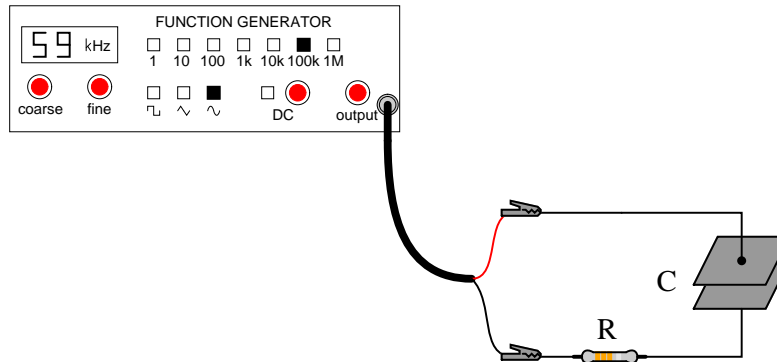 FUNCTION GENERATOR
59 kHz
1 10 100 1k 10k 100k 1M
coarse fine
DC output
C
R